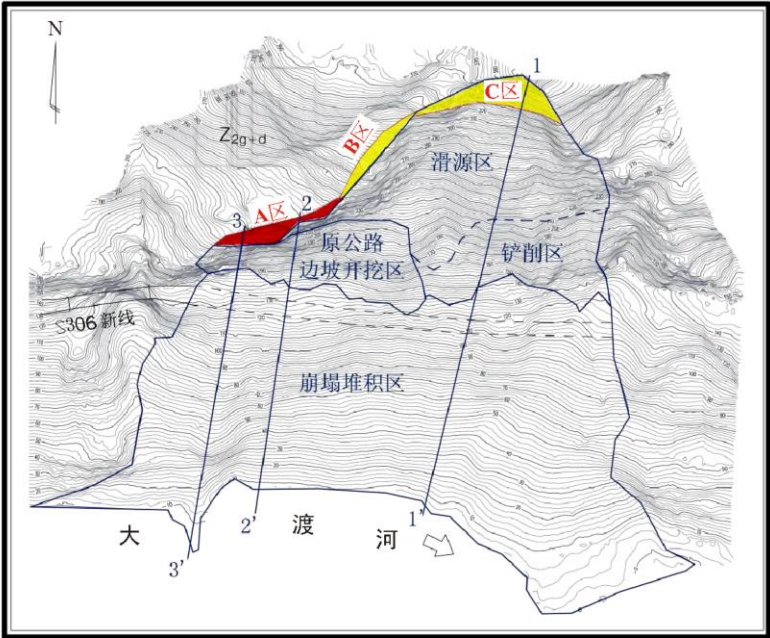 N
1
C区
Z2g+d
B区
滑源区
A区
2
3
原公路
边坡开挖区
铲削区
S306新线
崩塌堆积区
大渡河
1'
2'
3'